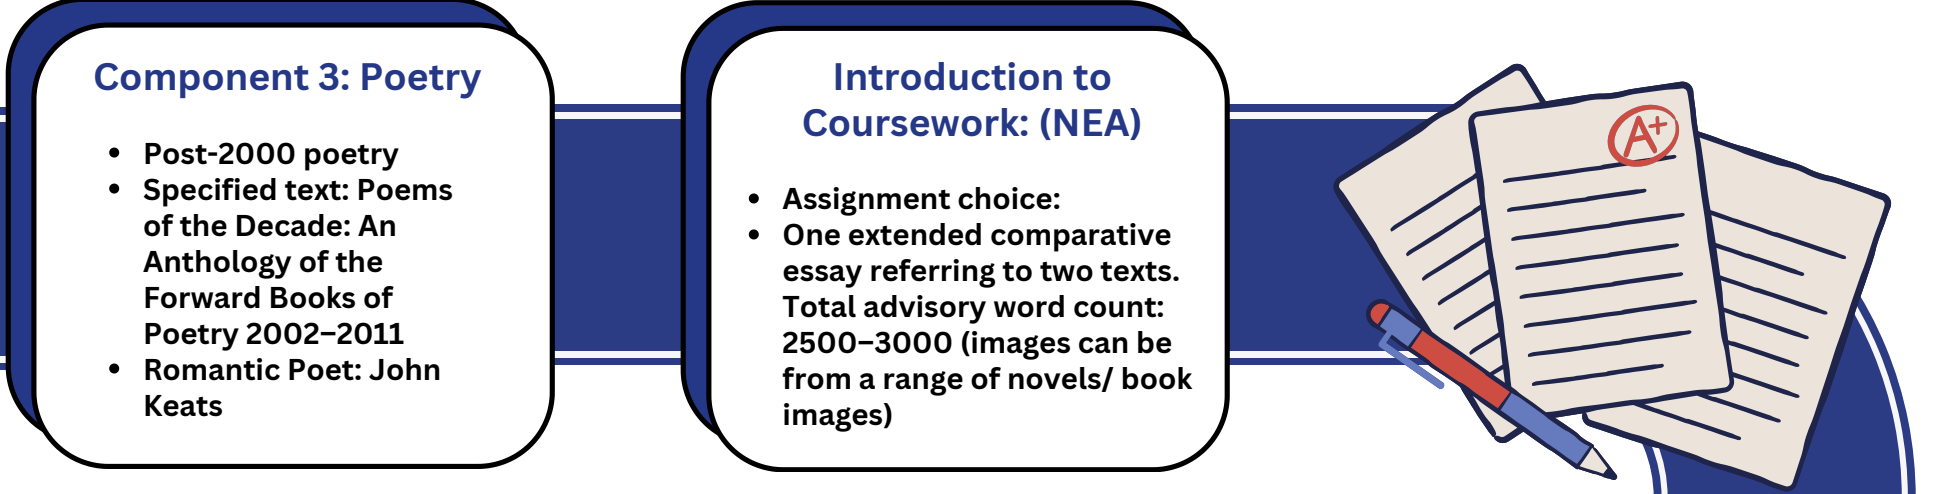 Component 3: Poetry
• Post-2000 poetry
• Specified text: Poems
of the Decade: An
Anthology of the
Forward Books of
Poetry 2002–2011
• Romantic Poet: John
Keats
Introduction to
Coursework: (NEA)
• Assignment choice:
• One extended comparative
essay referring to two texts.
Total advisory word count:
2500–3000 (images can be
from a range of novels/ book
images)
A+